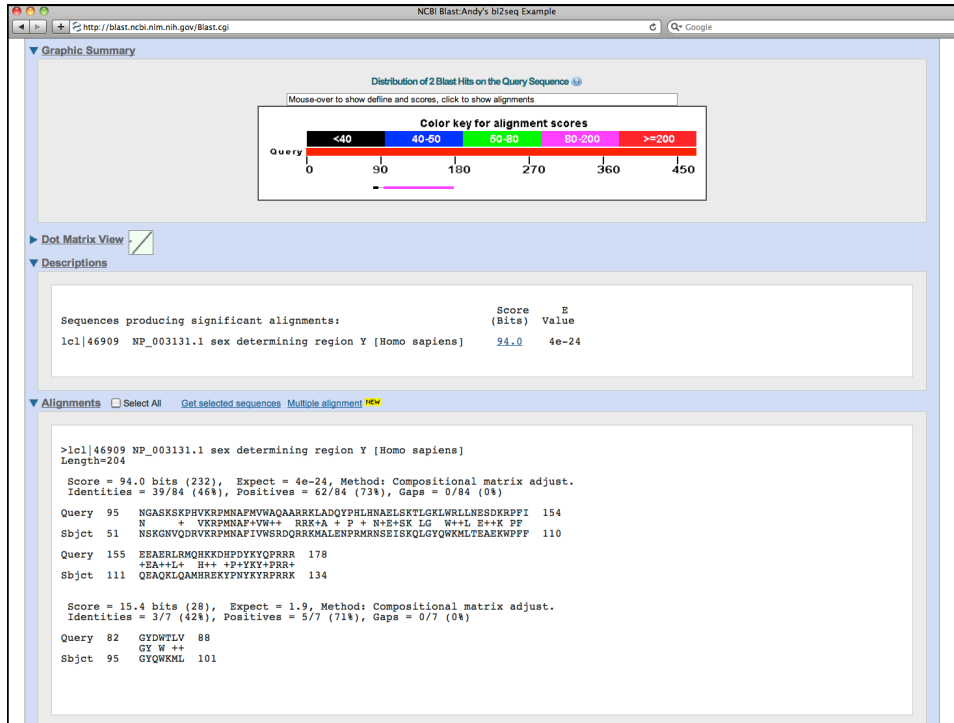 NCBI Blast:Andy's bl2seq Example
http://blast.ncbi.nlm.nih.gov/Blast.cgi
Google
Graphic Summary
Distribution of 2 Blast Hits on the Query Sequence
Mouse-over to show defline and scores, click to show alignments
Color key for alignment scores
<40 40-50 50-80 80-200 >=200
Query
0 90 180 270 360 450
Dot Matrix View
Descriptions
Score E
Sequences producing significant alignments: (Bits) Value
lcl|46909 NP_003131.1 sex determining region Y [Homo sapiens] 94.0 4e-24
Alignments Select All Get selected sequences Multiple alignment NEW
>lcl|46909 NP_003131.1 sex determining region Y [Homo sapiens]
Length=204
Score = 94.0 bits (232), Expect = 4e-24, Method: Compositional matrix adjust.
Identities = 39/84 (46%), Positives = 62/84 (73%), Gaps = 0/84 (0%)
Query 95 NGASKSKPHVKRPMNAFMVWAQAARRKLADQYPHLHNAELSKTLGKLWRLLNESDKRPFI 154
N + VKRPMNAF+VW++ RRK+A + P + N+E+SK LG W++L E++K PF
Sbjct 51 NSKGNVQDRVKRPMNAFIVWSRDQRRKMALENPRMRNSEISKQLGYQWKMLTEAEKWPFF 110
Query 155 EEAERLRMQHKKDHPDYKYQPRRR 178
+EA++L+ H++ +P+YKY+PRR+
Sbjct 111 QEAQKLQAMHREKYPNYKYRPRRK 134
Score = 15.4 bits (28), Expect = 1.9, Method: Compositional matrix adjust.
Identities = 3/7 (42%), Positives = 5/7 (71%), Gaps = 0/7 (0%)
Query 82 GYDWTLV 88
GY W ++
Sbjct 95 GYQWKML 101